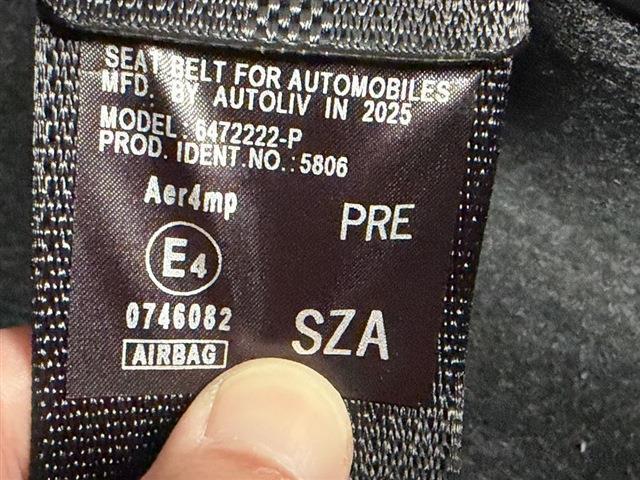 SEAT BELT FOR AUTOMOBILES
MFD. BY AUTOLIV IN 2025
MODEL: 6472222-P
PROD. IDENT.NO.:5806
Aer4mp
PRE
E4
0746082
SZA
AIRBAG